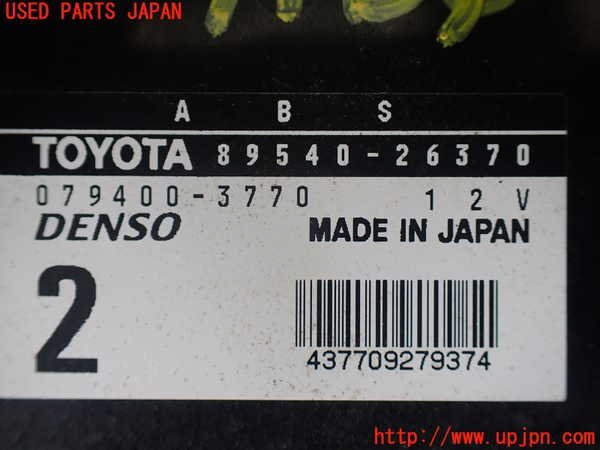 USED PARTS JAPAN
A B S
TOYOTA 89540-26370
079400-3770 12V
DENSO MADE IN JAPAN
2
437709279374
http://www.upjpn.com/